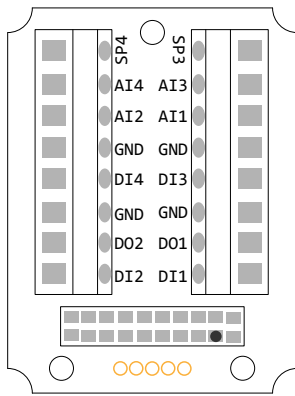 SP4 SP3
AI4 AI3
AI2 AI1
GND GND
DI4 DI3
GND GND
DO2 DO1
DI2 DI1